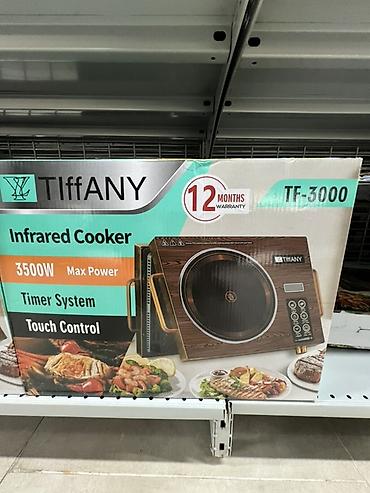 TIffANY
12 MONTHS
WARRANTY
TF-3000
Infrared Cooker
3500W Max Power
Timer System
Touch Control
TIffANY